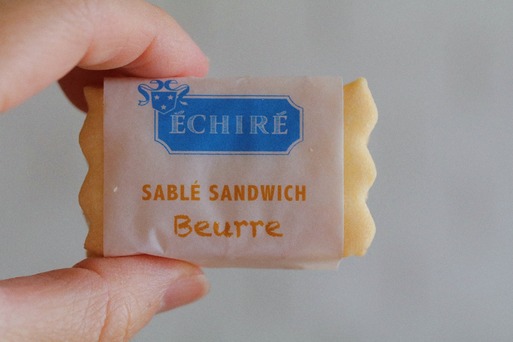 ÉCHIRÉ
SABLÉ SANDWICH
Beurre